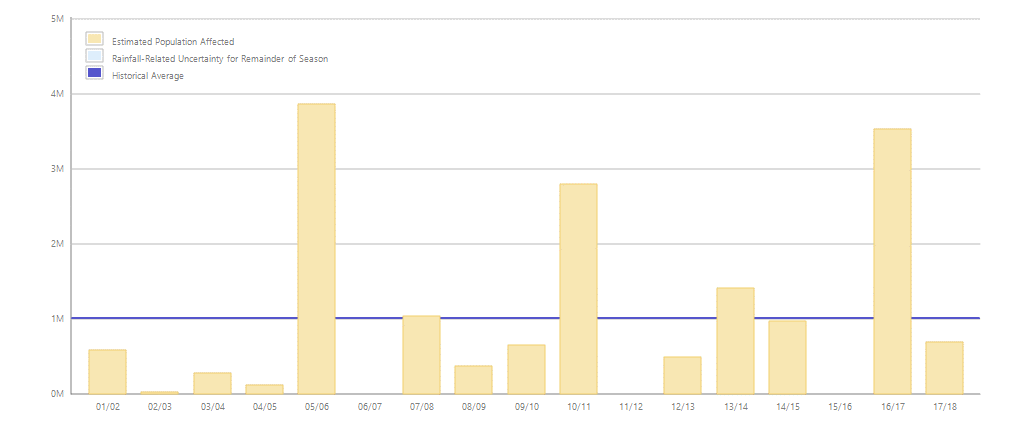 5M
Estimated Population Affected
Rainfall-Related Uncertainty for Remainder of Season
Historical Average
4M
3M
2M
1M
0M
01/02 02/03 03/04 04/05 05/06 06/07 07/08 08/09 09/10 10/11 11/12 12/13 13/14 14/15 15/16 16/17 17/18